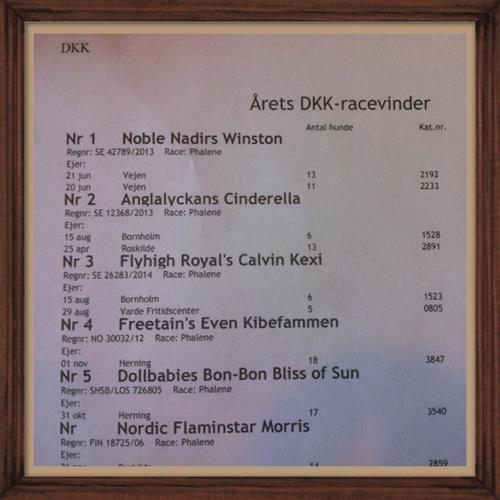 DKK
Årets DKK-racevinder
Antal hunde Kat.nr.
Nr 1 Noble Nadirs Winston
Regnr: SE 42789/2013 Race: Phalene
Ejer:
21 jun Vejen 13 2192
20 jun Vejen 11 2233
Nr 2 Anglalyckans Cinderella
Regnr: SE 12368/2013 Race: Phalene
Ejer:
15 aug Bornholm 6 1528
25 apr Roskilde 13 2891
Nr 3 Flyhigh Royal's Calvin Kexi
Regnr: SE 26283/2014 Race: Phalene
Ejer:
15 aug Bornholm 6 1523
29 aug Varde Fritidscenter 5 0805
Nr 4 Freetain's Even Kibefammen
Regnr: NO 30032/12 Race: Phalene
Ejer:
01 nov Herning 18 3847
Nr 5 Dollbabies Bon-Bon Bliss of Sun
Regnr: SHSB/LOS 726805 Race: Phalene
Ejer:
31 okt Herning 17 3540
Nr Nordic Flaminstar Morris
Regnr: FIN 18725/06 Race: Phalene
Ejer:
2859